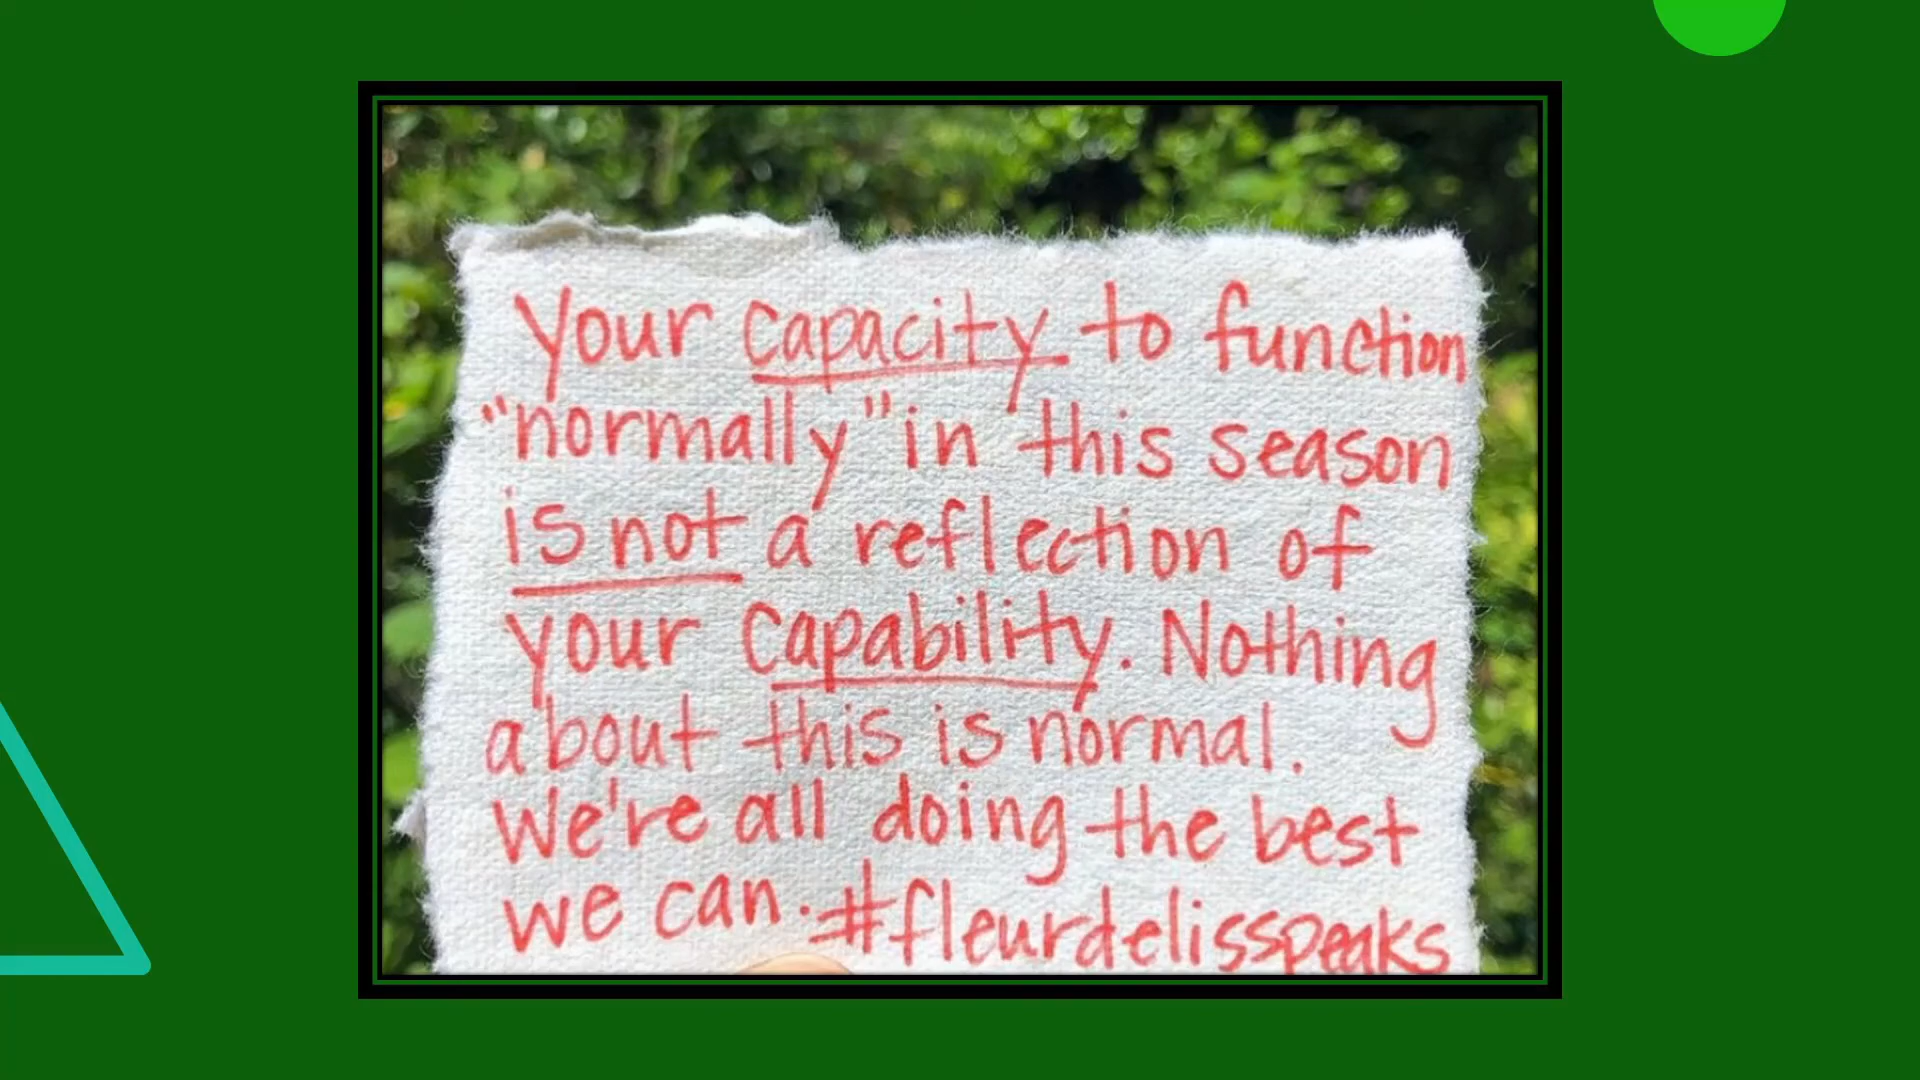 Your capacity to function
"normally" in this season
is not a reflection of
your capability. Nothing
about this is normal.
We're all doing the best
we can. #fleurdelisspeaks